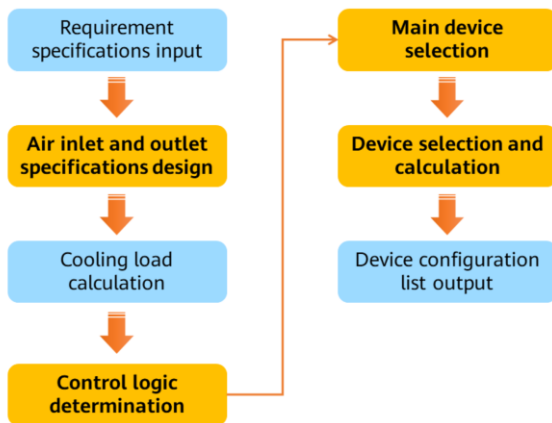 Requirement
specifications input
Air inlet and outlet
specifications design
Cooling load
calculation
Control logic
determination
Main device
selection
Device selection and
calculation
Device configuration
list output